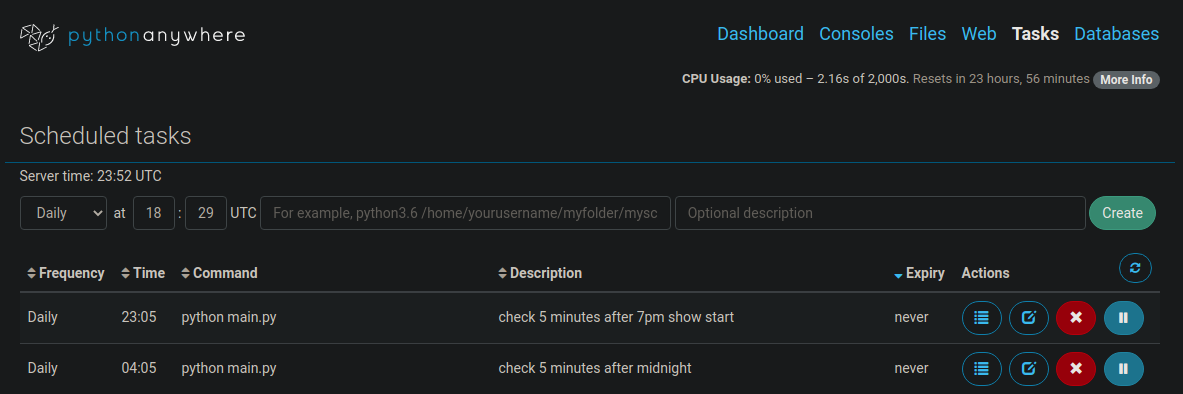 pythonanywhere
Dashboard Consoles Files Web Tasks Databases
CPU Usage: 0% used – 2.16s of 2,000s. Resets in 23 hours, 56 minutes More Info
Scheduled tasks
Server time: 23:52 UTC
Daily at 18 : 29 UTC For example, python3.6 /home/yourusername/myfolder/mysc Optional description Create
Frequency Time Command Description Expiry Actions
Daily 23:05 python main.py check 5 minutes after 7pm show start never
Daily 04:05 python main.py check 5 minutes after midnight never